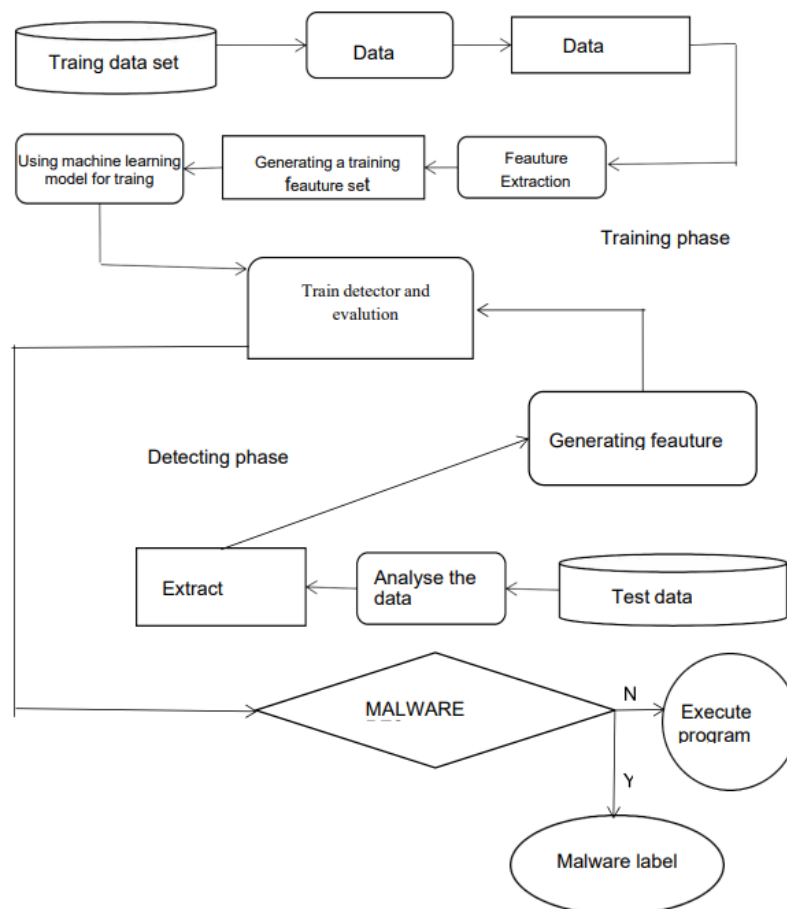 Traing data set
Data
Data
Using machine learning
model for traing
Generating a training
feauture set
Feauture
Extraction
Training phase
Train detector and
evalution
Generating feauture
Detecting phase
Extract
Analyse the
data
Test data
MALWARE
N
Execute
program
Y
Malware label